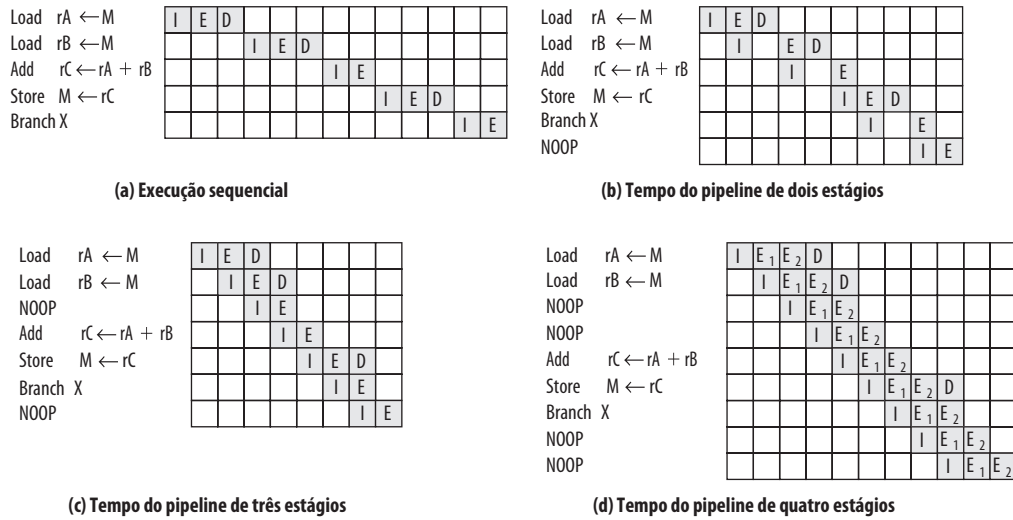 Load rA ← M I E D
Load rB ← M I E D
Add rC ← rA + rB I E
Store M ← rC I E D
Branch X I E
(a) Execução sequencial
Load rA ← M I E D
Load rB ← M I E D
Add rC ← rA + rB I E
Store M ← rC I E D
Branch X I E
NOOP I E
(b) Tempo do pipeline de dois estágios
Load rA ← M I E D
Load rB ← M I E D
NOOP I E
Add rC ← rA + rB I E
Store M ← rC I E D
Branch X I E
NOOP I E
(c) Tempo do pipeline de três estágios
Load rA ← M I E₁ E₂ D
Load rB ← M I E₁ E₂ D
NOOP I E₁ E₂
NOOP I E₁ E₂
Add rC ← rA + rB I E₁ E₂
Store M ← rC I E₁ E₂ D
Branch X I E₁ E₂
NOOP I E₁ E₂
NOOP I E₁ E₂
(d) Tempo do pipeline de quatro estágios